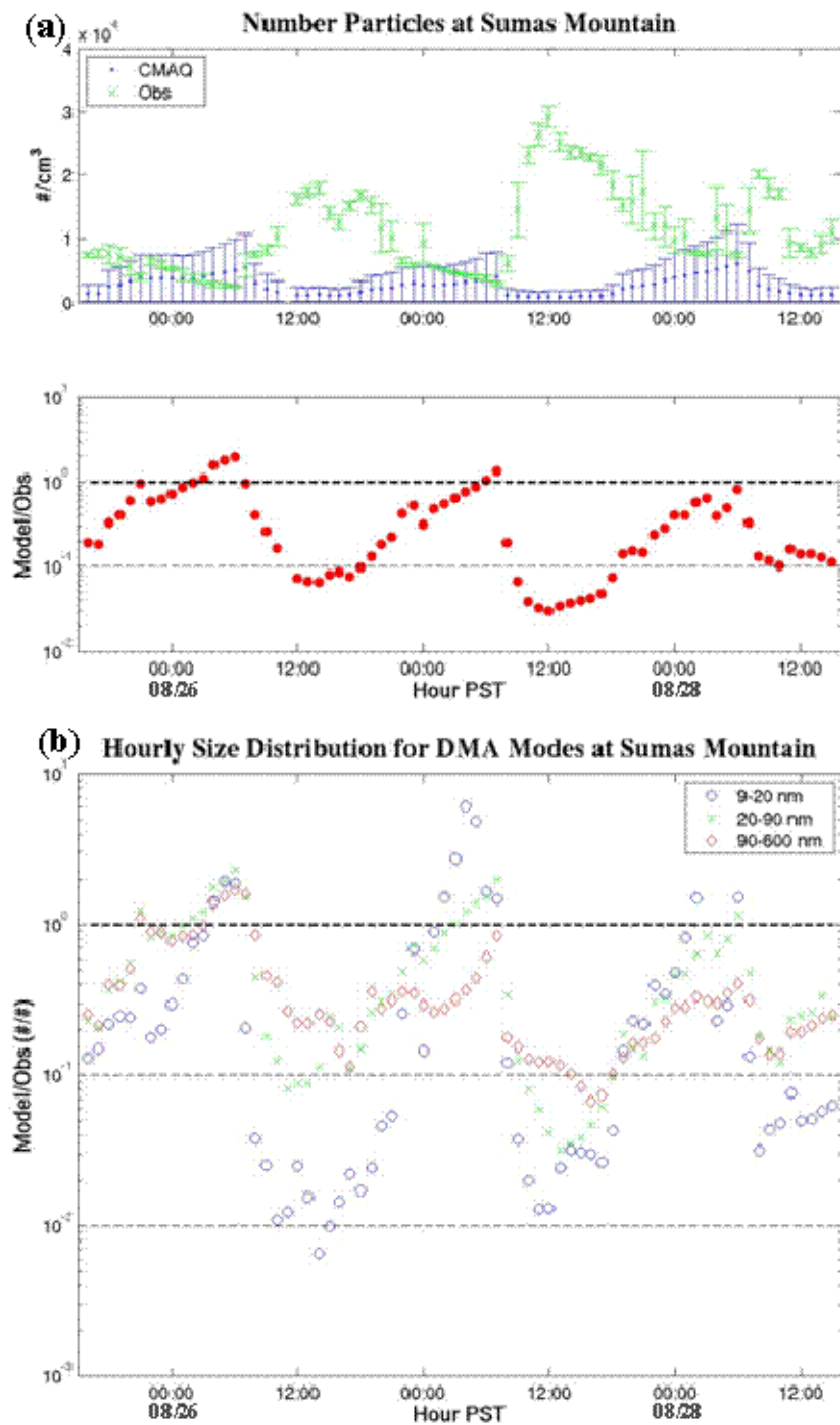 (a)
Number Particles at Sumas Mountain
4
CMAQ
Obs
3
#/cm³
2
1
0
00:00 12:00 00:00 12:00 00:00 12:00
10¹
10⁰
Model/Obs
10⁻¹
10⁻²
00:00 12:00 00:00 12:00 00:00 12:00
08/26 Hour PST 08/28
(b) Hourly Size Distribution for DMA Modes at Sumas Mountain
10¹
9-20 nm
20-90 nm
90-600 nm
10⁰
Model/Obs (#/#)
10⁻¹
10⁻²
10⁻³
00:00 12:00 00:00 12:00 00:00 12:00
08/26 Hour PST 08/28